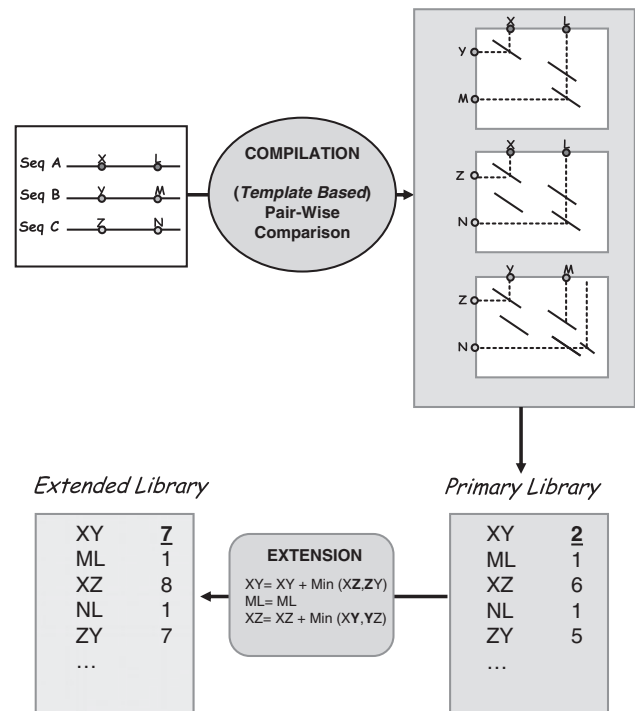 X L
Y
M
X L
Z
N
Y M
Z
N
Seq A X L
Seq B Y M
Seq C Z N
COMPILATION
(Template Based)
Pair-Wise
Comparison
Extended Library
XY 7
ML 1
XZ 8
NL 1
ZY 7
...
EXTENSION
XY= XY + Min (XZ,ZY)
ML= ML
XZ= XZ + Min (XY,YZ)
Primary Library
XY 2
ML 1
XZ 6
NL 1
ZY 5
...